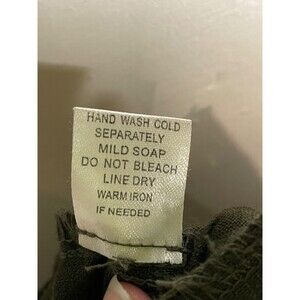 HAND WASH COLD
SEPARATELY
MILD SOAP
DO NOT BLEACH
LINE DRY
WARM IRON
IF NEEDED